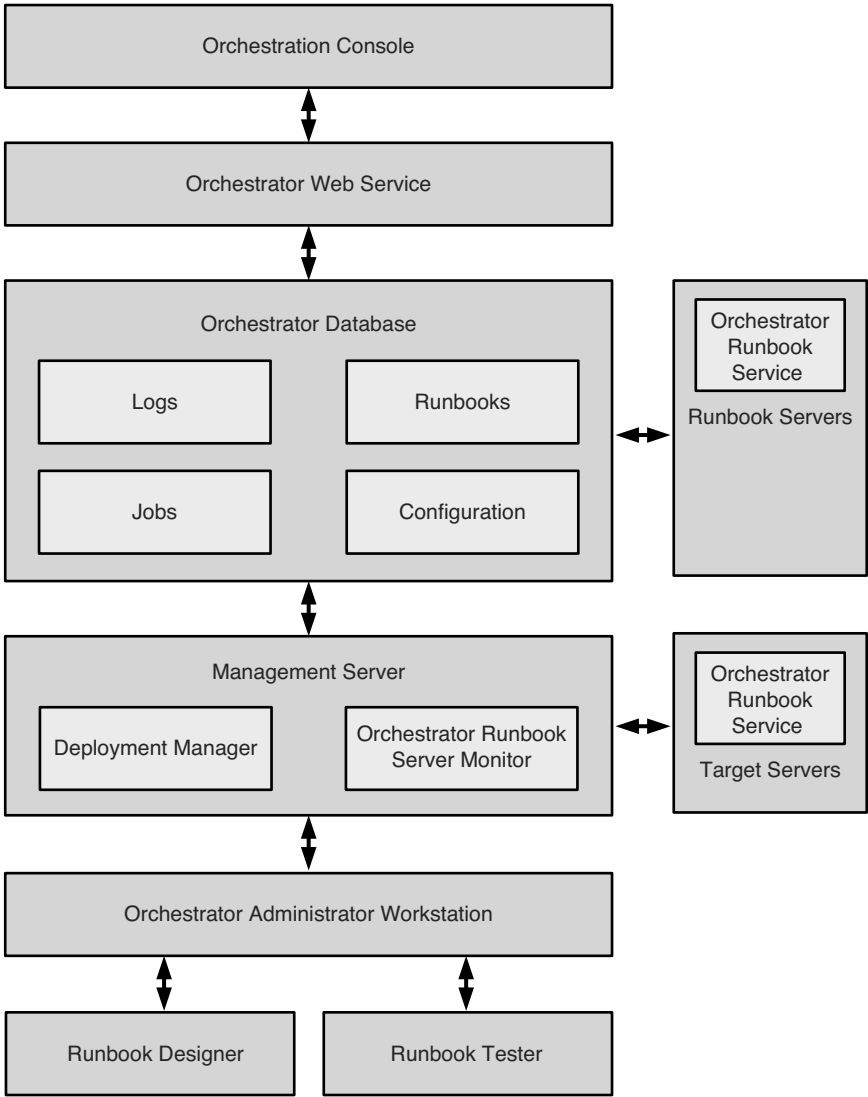 Orchestration Console
Orchestrator Web Service
Orchestrator Database
Logs
Runbooks
Jobs
Configuration
Orchestrator
Runbook
Service
Runbook Servers
Management Server
Deployment Manager
Orchestrator Runbook
Server Monitor
Orchestrator
Runbook
Service
Target Servers
Orchestrator Administrator Workstation
Runbook Designer
Runbook Tester